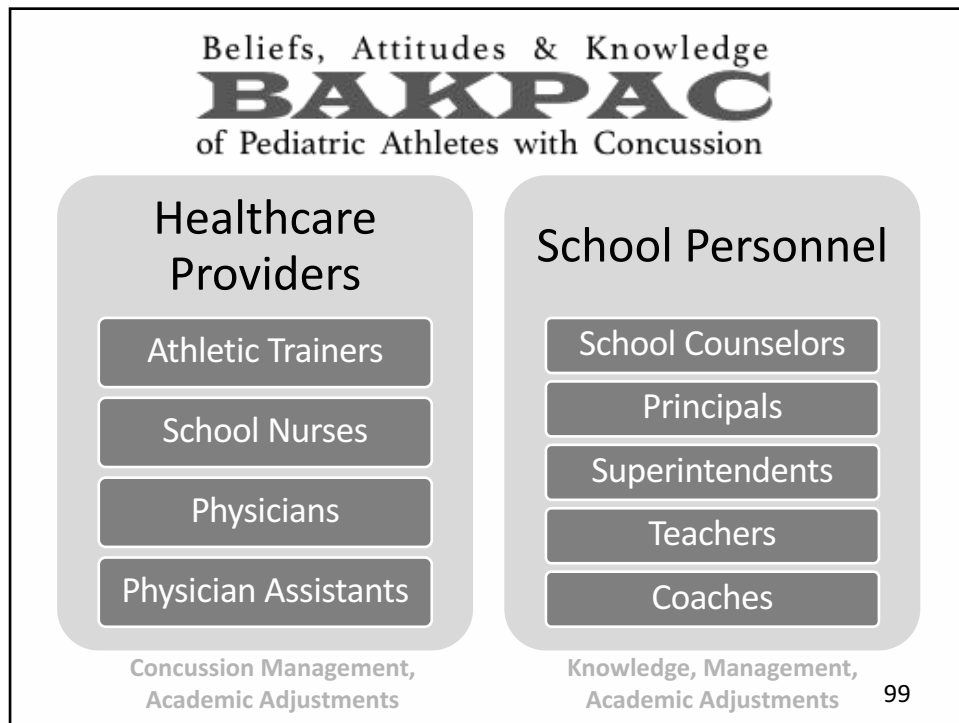 Beliefs, Attitudes & Knowledge
BAKPAC
of Pediatric Athletes with Concussion
Healthcare
Providers
Athletic Trainers
School Nurses
Physicians
Physician Assistants
Concussion Management,
Academic Adjustments
School Personnel
School Counselors
Principals
Superintendents
Teachers
Coaches
Knowledge, Management,
Academic Adjustments
99